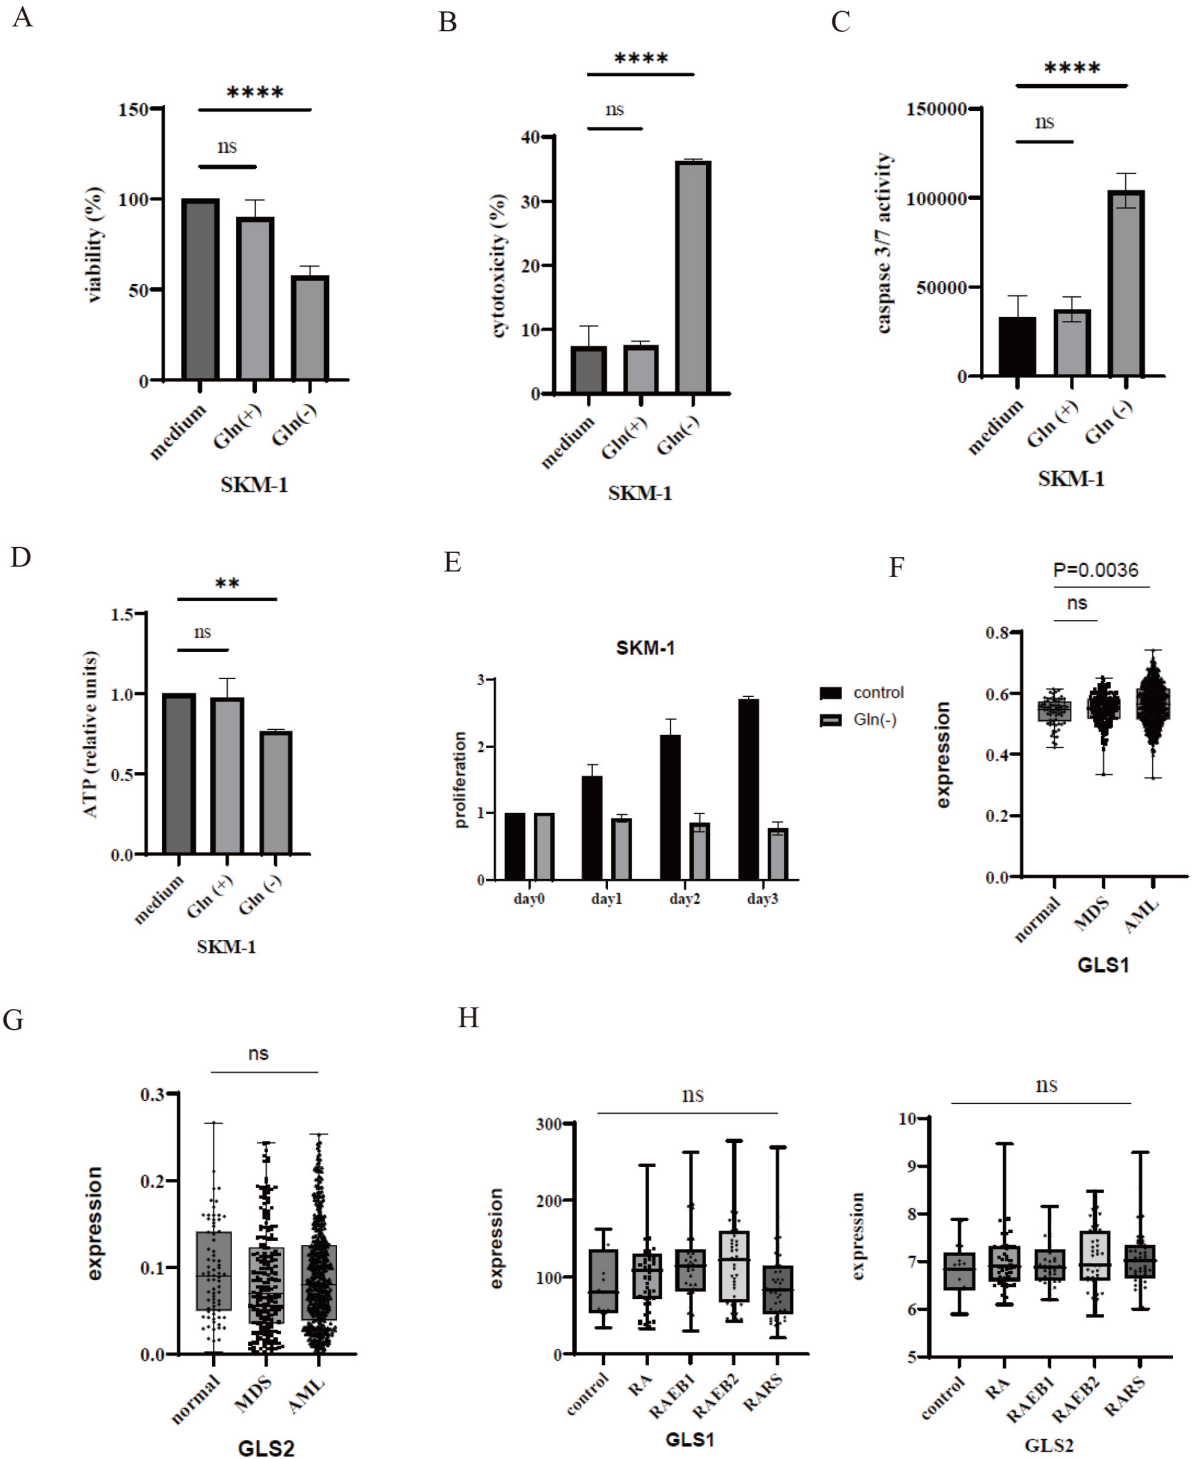 A
B
C
****
ns
150
100
50
0
viability (%)
medium
Gln(+)
Gln(-)
SKM-1
****
ns
40
30
20
10
0
cytotoxicity (%)
medium
Gln(+)
Gln(-)
SKM-1
****
ns
150000
100000
50000
0
caspase 3/7 activity
medium
Gln (+)
Gln (-)
SKM-1
D
E
F
**
ns
1.5
1.0
0.5
0.0
ATP (relative units)
medium
Gln (+)
Gln (-)
SKM-1
SKM-1
3
2
1
0
proliferation
day0
day1
day2
day3
control
Gln(-)
P=0.0036
ns
0.8
0.6
0.4
0.2
0.0
expression
normal
MDS
AML
GLS1
G
H
ns
0.3
0.2
0.1
0.0
expression
normal
MDS
AML
GLS2
ns
300
200
100
0
expression
control
RA
RAEB1
RAEB2
RARS
GLS1
ns
10
9
8
7
6
5
expression
control
RA
RAEB1
RAEB2
RARS
GLS2